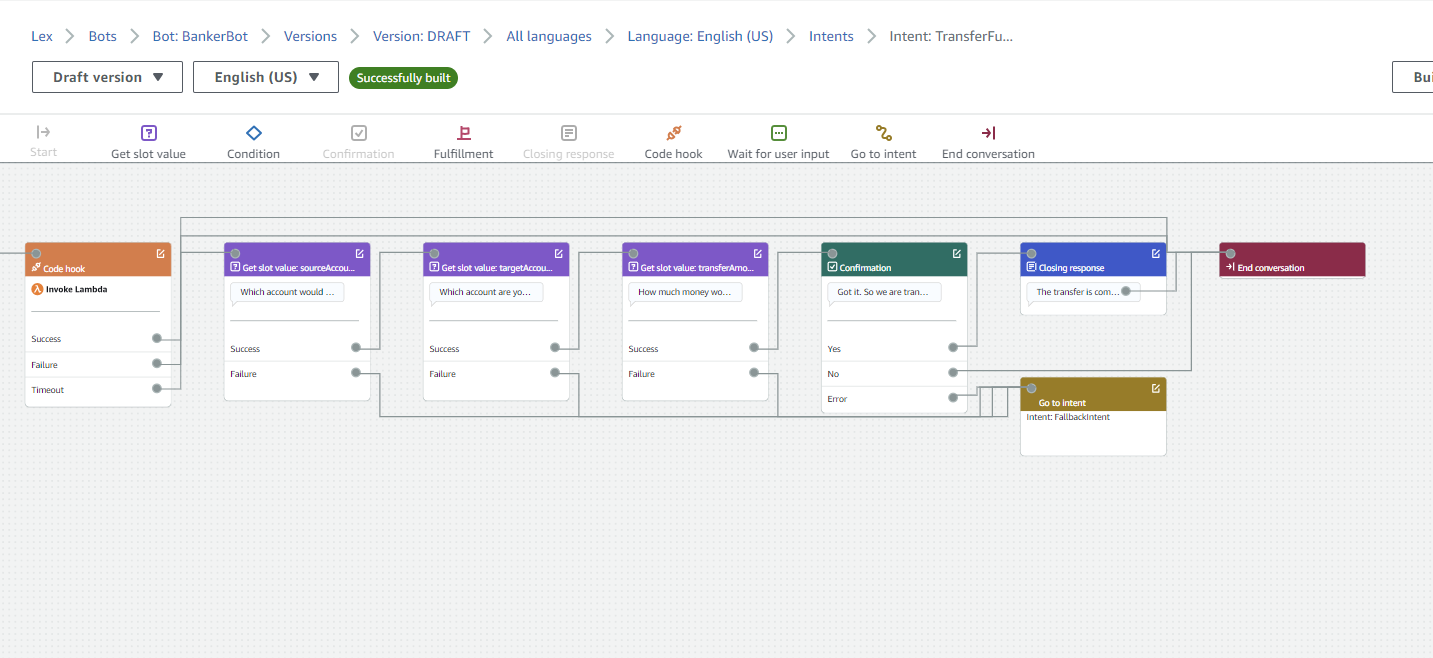 Lex > Bots > Bot: BankerBot > Versions > Version: DRAFT > All languages > Language: English (US) > Intents > Intent: TransferFu...
Draft version ▼ English (US) ▼ Successfully built Bui
Start Get slot value Condition Confirmation Fulfillment Closing response Code hook Wait for user input Go to intent End conversation
Code hook
Invoke Lambda
Success
Failure
Timeout
Get slot value: sourceAccou...
Which account would ...
Success
Failure
Get slot value: targetAccou...
Which account are yo...
Success
Failure
Get slot value: transferAmo...
How much money wo...
Success
Failure
Confirmation
Got it. So we are tran...
Yes
No
Error
Closing response
The transfer is com...
Go to intent
Intent: FallbackIntent
End conversation